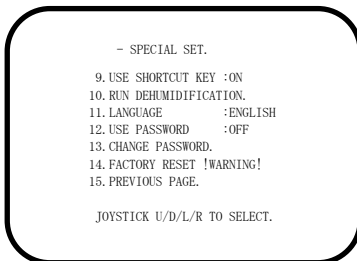 - SPECIAL SET.
9.USE SHORTCUT KEY :ON
10.RUN DEHUMIDIFICATION.
11.LANGUAGE :ENGLISH
12.USE PASSWORD :OFF
13.CHANGE PASSWORD.
14.FACTORY RESET !WARNING!
15.PREVIOUS PAGE.
JOYSTICK U/D/L/R TO SELECT.